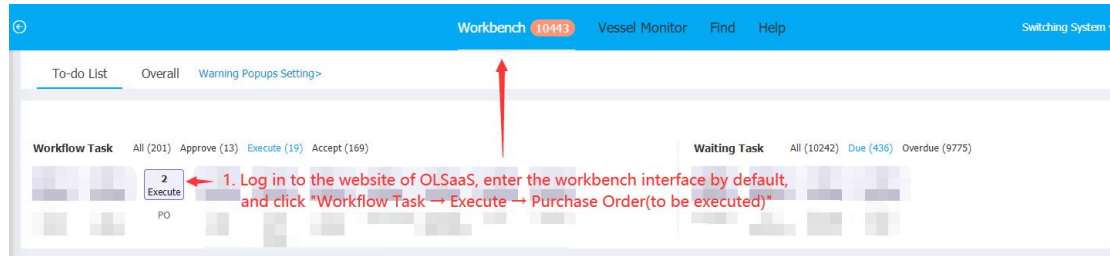 Workbench 10443 Vessel Monitor Find Help Switching System
To-do List Overall Warning Popups Setting>
Workflow Task All (201) Approve (13) Execute (19) Accept (169) Waiting Task All (10242) Due (436) Overdue (9775)
2
Execute
PO
1. Log in to the website of OLSaaS, enter the workbench interface by default,
and click "Workflow Task → Execute → Purchase Order(to be executed)"